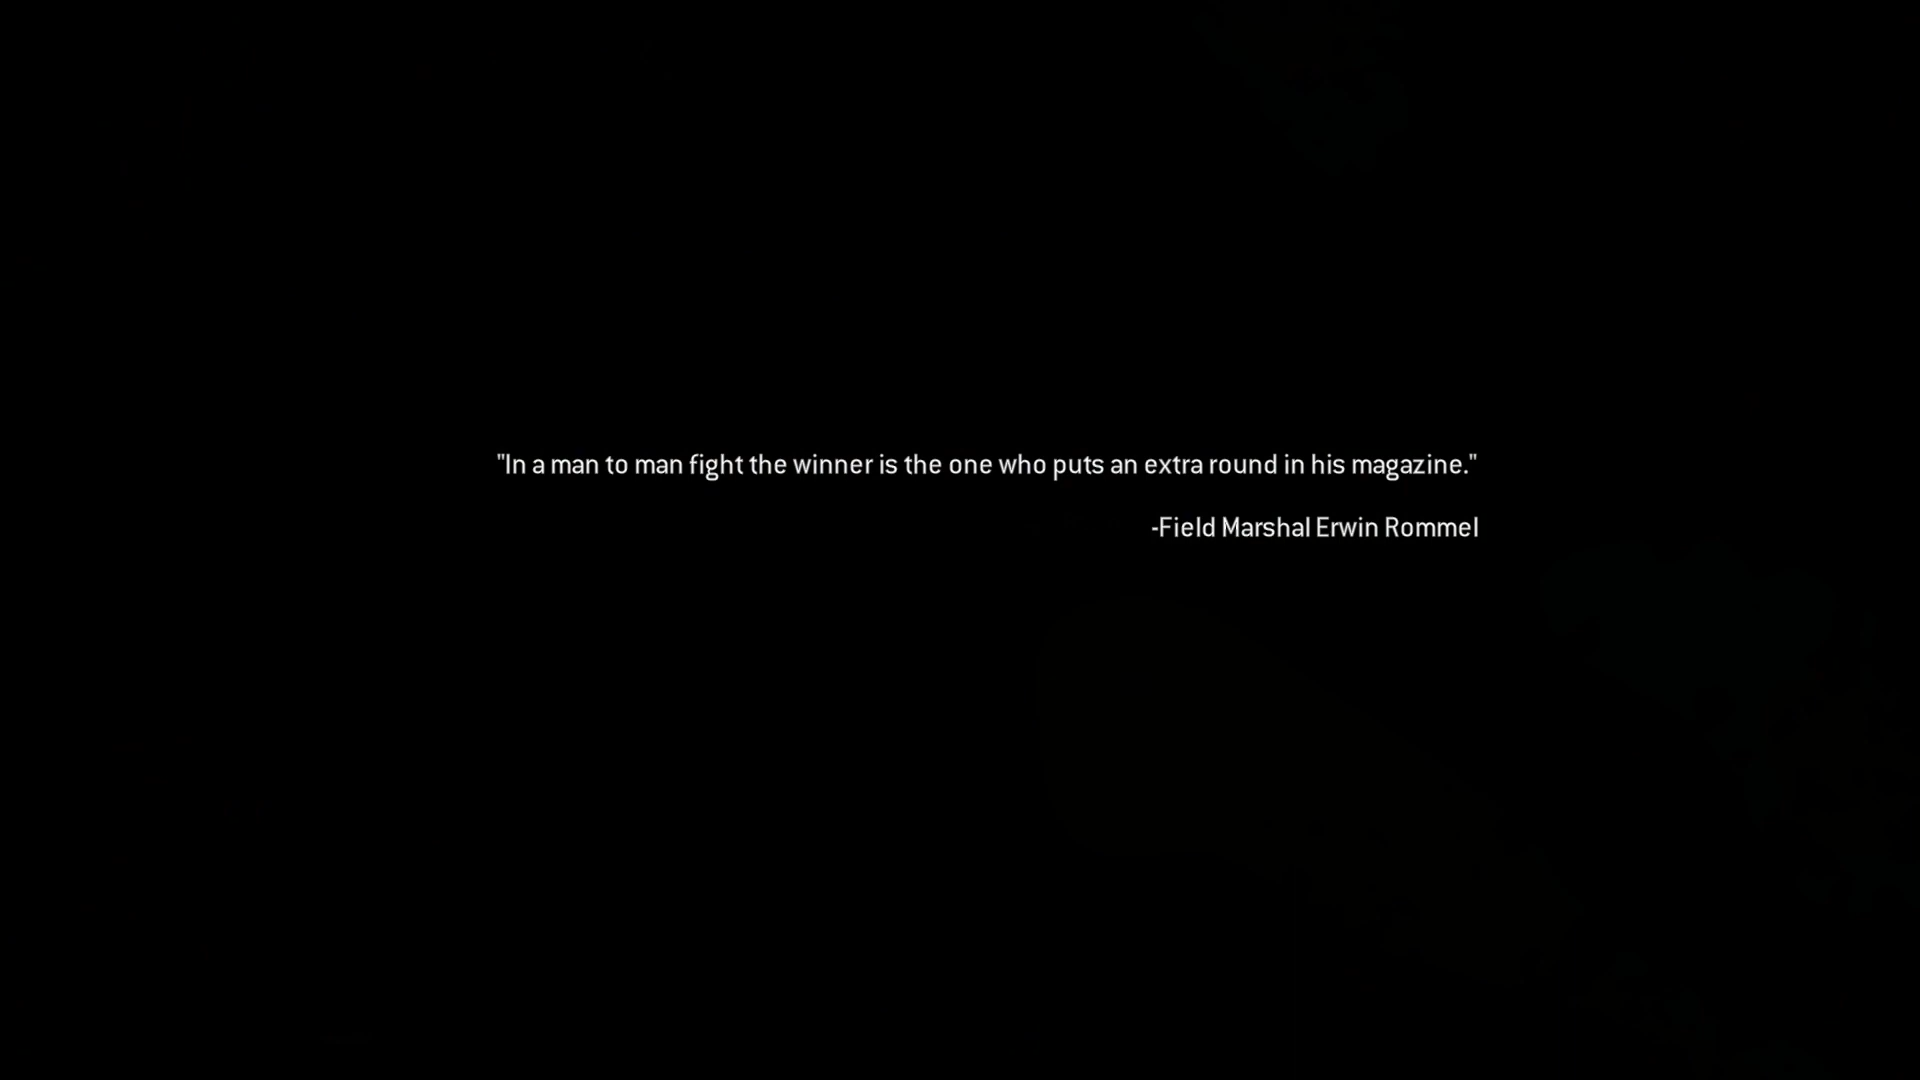 "In a man to man fight the winner is the one who puts an extra round in his magazine."
-Field Marshal Erwin Rommel